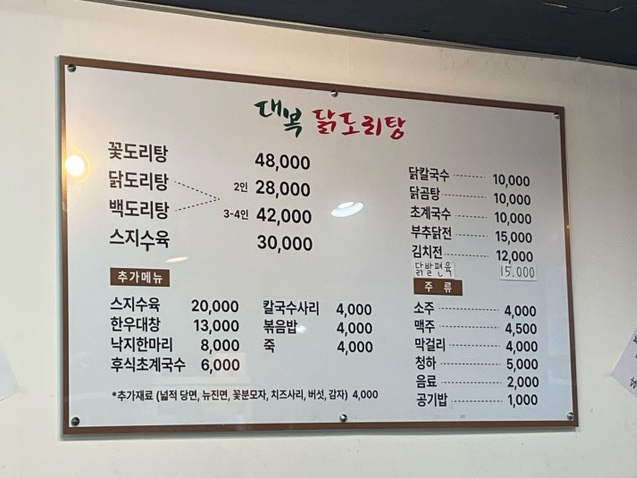 대복 닭도리탕
꽃도리탕 48,000
닭도리탕 2인 28,000
백도리탕 3-4인 42,000
스지수육 30,000
추가메뉴
스지수육 20,000
한우대창 13,000
낙지한마리 8,000
후식초계국수 6,000
칼국수사리 4,000
볶음밥 4,000
죽 4,000
*추가재료 (넓적 당면, 뉴진면, 꽃분모자, 치즈사리, 버섯, 감자) 4,000
닭칼국수 10,000
닭곰탕 10,000
초계국수 10,000
부추닭전 15,000
김치전 12,000
닭발편육 15.000
주 류
소주 4,000
맥주 4,500
막걸리 4,000
청하 5,000
음료 2,000
공기밥 1,000